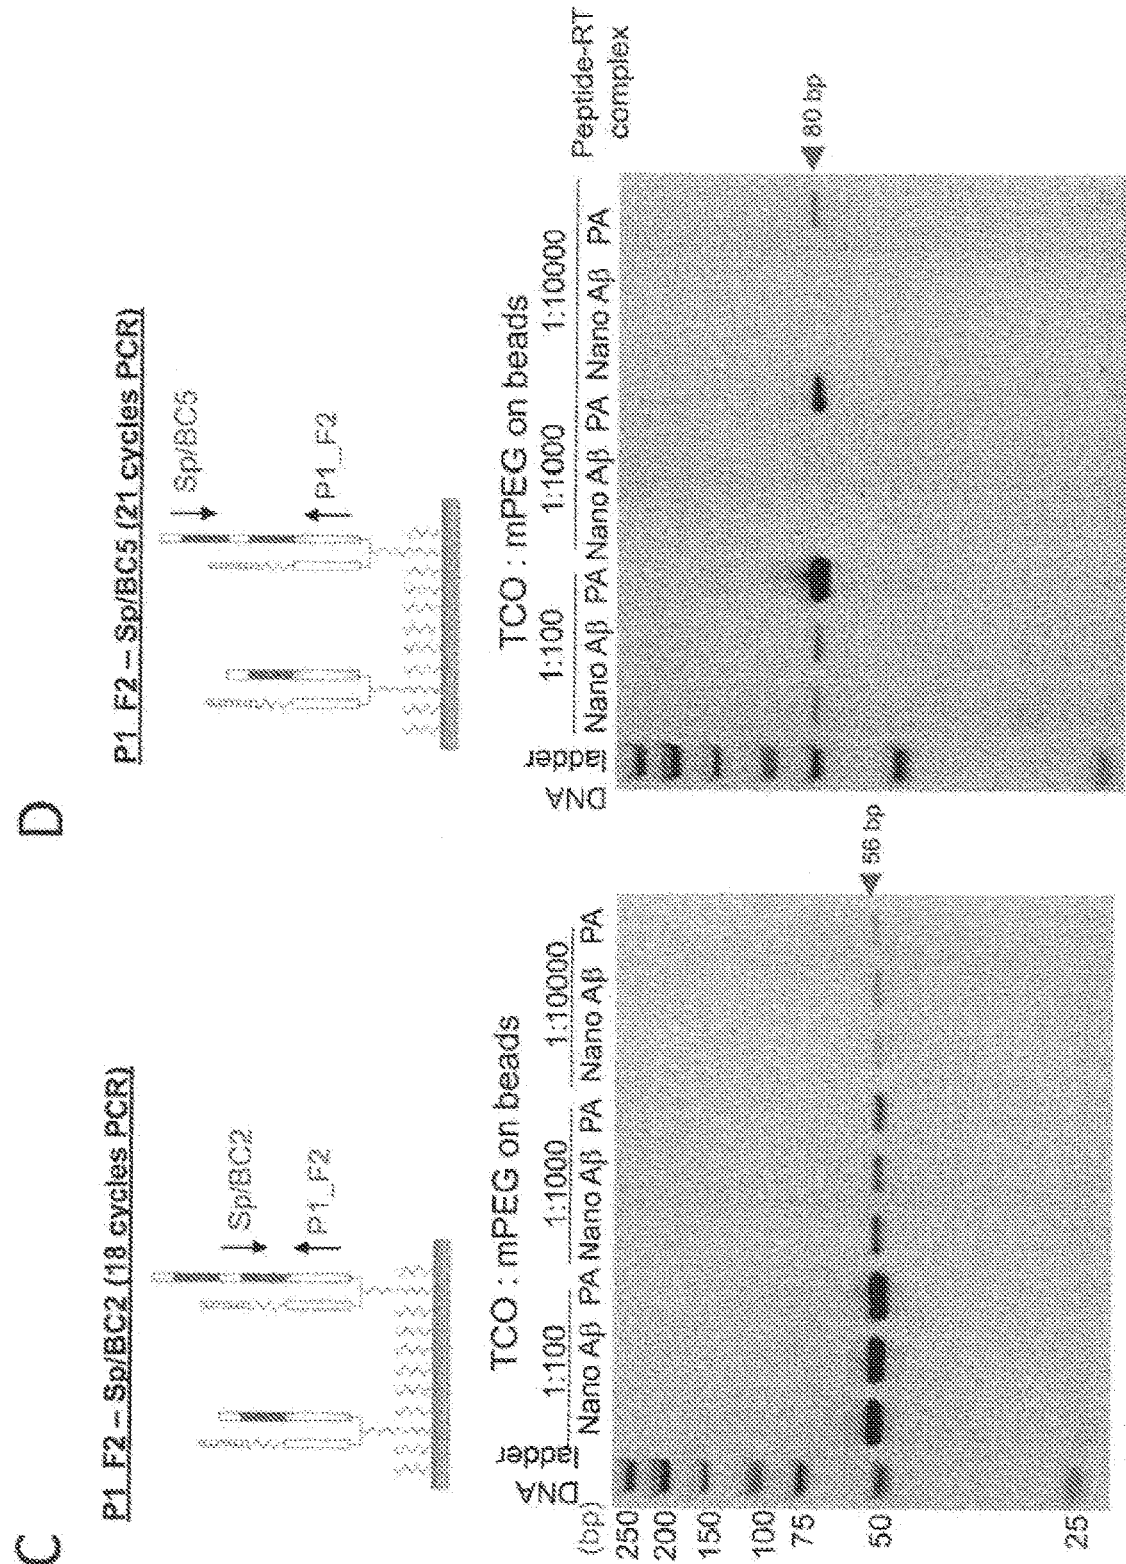 C
P1_F2 – Sp/BC2 (18 cycles PCR)
Sp/BC2
P1_F2
TCO : mPEG on beads
1:100 1:1000 1:10000
DNA ladder
Nano Aβ PA Nano Aβ PA Nano Aβ PA
(bp)
250
200
150
100
75
50
25
56 bp
D
P1_F2 – Sp/BC5 (21 cycles PCR)
Sp/BC5
P1_F2
TCO : mPEG on beads
1:100 1:1000 1:10000
DNA ladder
Nano Aβ PA Nano Aβ PA Nano Aβ PA
Peptide-RT
complex
80 bp